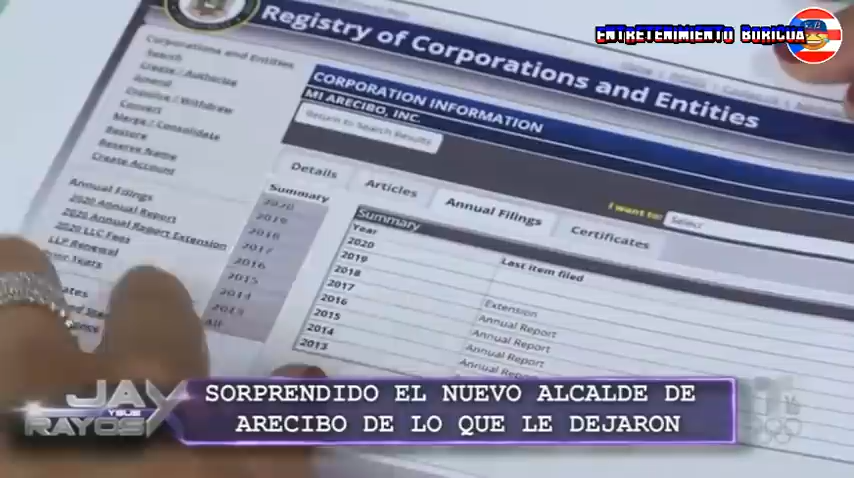 ENTRETENIMIENTO BORICUA
Registry of Corporations and Entities
Corporations and Entities
Search
Create / Authorize
Amend
Dissolve / Withdraw
Convert
Merge / Consolidate
Restore
Reserve Name
Create Account
Annual Filings
2020 Annual Report
2020 Annual Report Extension
2020 LLC Fees
LLP Renewal
CORPORATION INFORMATION
MI ARECIBO, INC.
Return to Search Results
Details
Articles
Annual Filings
Certificates
I want to:
Select
Summary
2020
2019
2018
2017
2016
2015
2014
2013
All
Summary
Year
Last item filed
2020
2019
2018
Extension
2017
Annual Report
2016
Annual Report
2015
Annual Report
2014
Annual Report
2013
JAY
Y SUS
RAYOS X
SORPRENDIDO EL NUEVO ALCALDE DE
ARECIBO DE LO QUE LE DEJARON